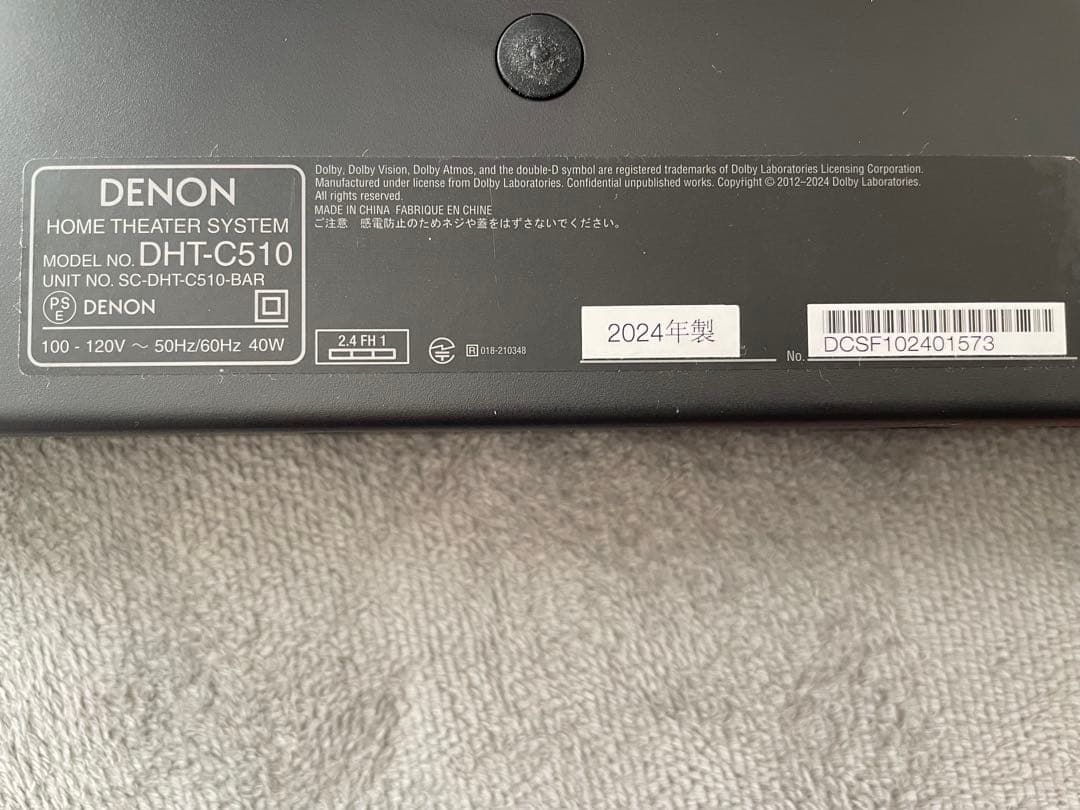 DENON
HOME THEATER SYSTEM
MODEL NO. DHT-C510
UNIT NO. SC-DHT-C510-BAR
PS E DENON
100 - 120V ～ 50Hz/60Hz 40W
Dolby, Dolby Vision, Dolby Atmos, and the double-D symbol are registered trademarks of Dolby Laboratories Licensing Corporation.
Manufactured under license from Dolby Laboratories. Confidential unpublished works. Copyright © 2012–2024 Dolby Laboratories.
All rights reserved.
MADE IN CHINA FABRIQUE EN CHINE
ご注意 感電防止のためネジや蓋をはずさないでください。
2.4 FH 1
R 018-210348
2024年製
No. DCSF102401573